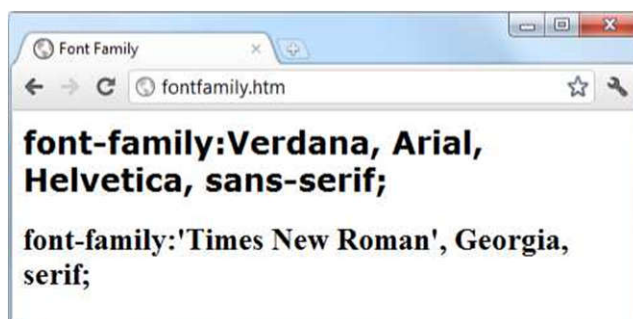 Font Family
fontfamily.htm
font-family:Verdana, Arial,
Helvetica, sans-serif;
font-family:'Times New Roman', Georgia,
serif;